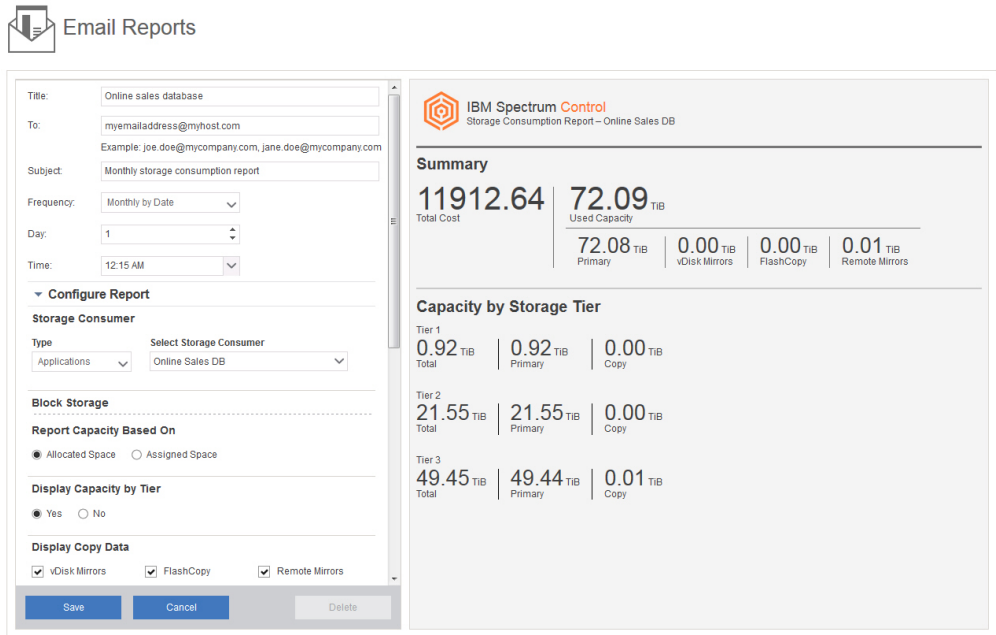 Email Reports
Title: Online sales database
To: myemailaddress@myhost.com
Example: joe.doe@mycompany.com, jane.doe@mycompany.com
Subject: Monthly storage consumption report
Frequency: Monthly by Date
Day: 1
Time: 12:15 AM
Configure Report
Storage Consumer
Type Select Storage Consumer
Applications Online Sales DB
Block Storage
Report Capacity Based On
Allocated Space Assigned Space
Display Capacity by Tier
Yes No
Display Copy Data
vDisk Mirrors FlashCopy Remote Mirrors
Save Cancel Delete
IBM Spectrum Control
Storage Consumption Report – Online Sales DB
Summary
11912.64 72.09 TiB
Total Cost Used Capacity
72.08 TiB 0.00 TiB 0.00 TiB 0.01 TiB
Primary vDisk Mirrors FlashCopy Remote Mirrors
Capacity by Storage Tier
Tier 1
0.92 TiB 0.92 TiB 0.00 TiB
Total Primary Copy
Tier 2
21.55 TiB 21.55 TiB 0.00 TiB
Total Primary Copy
Tier 3
49.45 TiB 49.44 TiB 0.01 TiB
Total Primary Copy